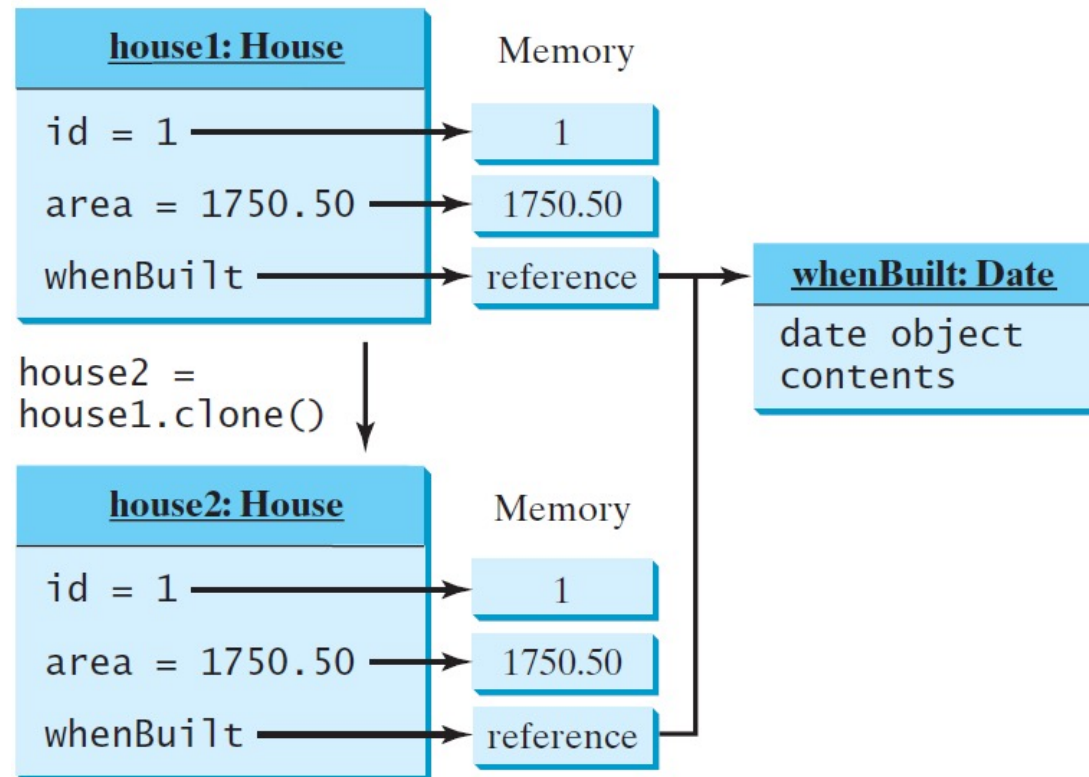 house1: House
Memory
id = 1
1
area = 1750.50
1750.50
whenBuilt
reference
whenBuilt: Date
date object
contents
house2 =
house1.clone()
house2: House
Memory
id = 1
1
area = 1750.50
1750.50
whenBuilt
reference